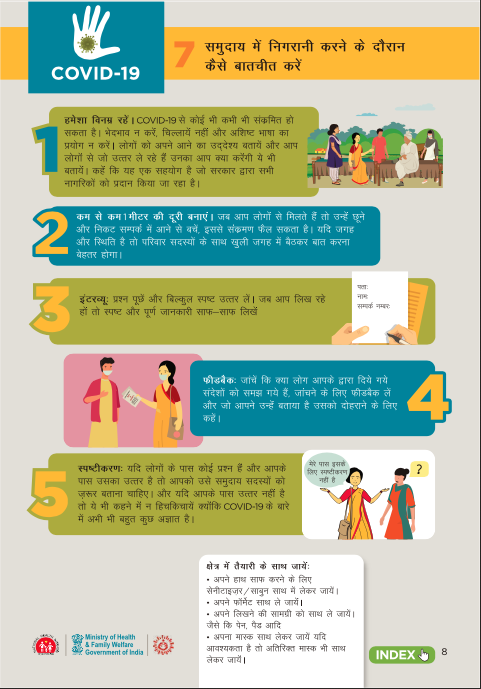 COVID-19
7 समुदाय में निगरानी करने के दौरान
कैसे बातचीत करें
1
हमेशा विनम्र रहें। COVID-19 से कोई भी कभी भी संक्रमित हो
सकता है। भेदभाव न करें, चिल्लायें नहीं और अशिष्ट भाषा का
प्रयोग न करें। लोगों को अपने आने का उद्देश्य बतायें और आप
लोगों से जो उत्तर ले रहे हैं उनका आप क्या करेंगी ये भी
बतायें। कहें कि यह एक सहयोग है जो सरकार द्वारा सभी
नागरिकों को प्रदान किया जा रहा है।
2
कम से कम 1 मीटर की दूरी बनाएं। जब आप लोगों से मिलते हैं तो उन्हें छूने
और निकट सम्पर्क में आने से बचें, इससे संक्रमण फैल सकता है। यदि जगह
और स्थिति है तो परिवार सदस्यों के साथ खुली जगह में बैठकर बात करना
बेहतर होगा।
3
इंटरव्यू: प्रश्न पूछें और बिल्कुल स्पष्ट उत्तर लें। जब आप लिख रहे
हों तो स्पष्ट और पूर्ण जानकारी साफ–साफ लिखें
पता:
नाम:
सम्पर्क नम्बर:
4
फीडबैक: जांचें कि क्या लोग आपके द्वारा दिये गये
संदेशों को समझ गये हैं, जांचने के लिए फीडबैक लें
और जो आपने उन्हें बताया है उसको दोहराने के लिए
कहें।
5
स्पष्टीकरण: यदि लोगों के पास कोई प्रश्न हैं और आपके
पास उसका उत्तर है तो आपको उसे समुदाय सदस्यों को
ज़रूर बताना चाहिए। और यदि आपके पास उत्तर नहीं है
तो ये भी कहने में न हिचकिचायें क्योंकि COVID-19 के बारे
में अभी भी बहुत कुछ अज्ञात है।
मेरे पास इसके
लिए स्पष्टीकरण
नहीं है
?
क्षेत्र में तैयारी के साथ जायें:
• अपने हाथ साफ करने के लिए
सेनीटाइज़र/साबुन साथ में लेकर जायें।
• अपने फॉर्मेट साथ ले जायें।
• अपने लिखने की सामग्री को साथ ले जायें।
जैसे कि पेन, पैड आदि
• अपना मास्क साथ लेकर जायें यदि
आवश्यकता है तो अतिरिक्त मास्क भी साथ
लेकर जायें।
Ministry of Health
& Family Welfare
Government of India
INDEX
8